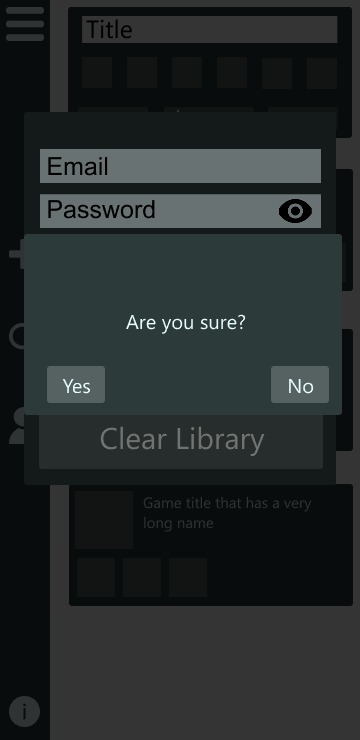 Title
Email
Password
Are you sure?
Yes
No
Clear Library
Game title that has a very
long name
i